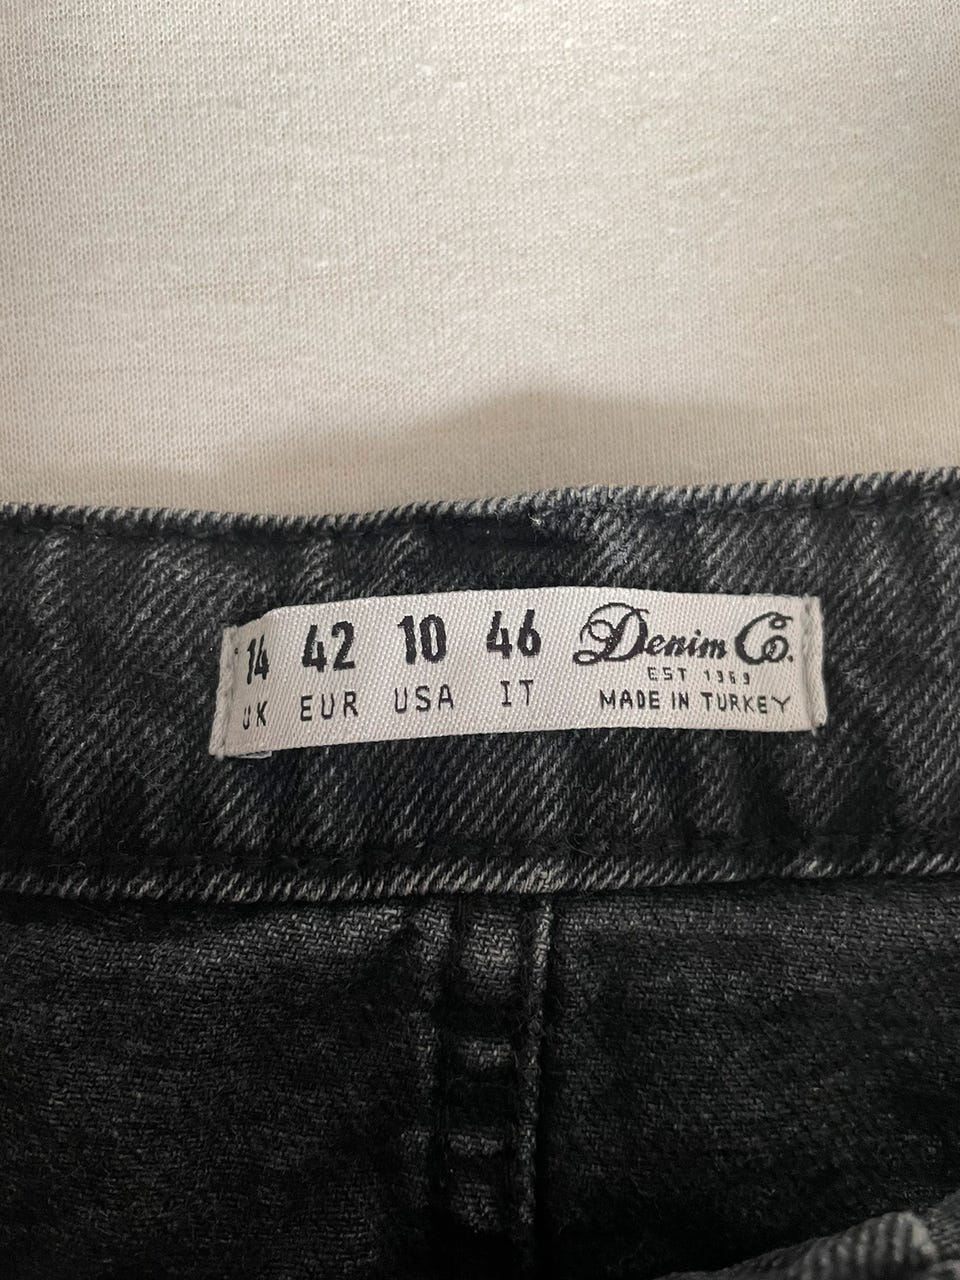 14 42 10 46 Denim Co.
EST 1969
UK EUR USA IT MADE IN TURKEY